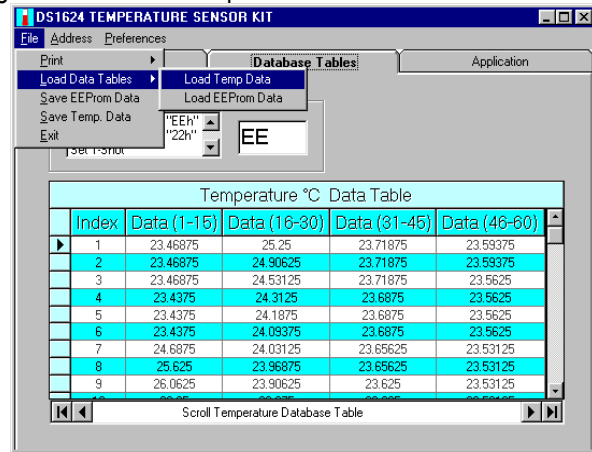 DS1624 TEMPERATURE SENSOR KIT
File Address Preferences
Database Tables Application
Print
Load Data Tables Load Temp Data
Save EEProm Data Load EEProm Data
Save Temp. Data "EEh"
Exit "22h" EE
Set 1-Shot
Temperature °C Data Table
Index Data (1-15) Data (16-30) Data (31-45) Data (46-60)
1 23.46875 25.25 23.71875 23.59375
2 23.46875 24.90625 23.71875 23.59375
3 23.46875 24.53125 23.71875 23.5625
4 23.4375 24.3125 23.6875 23.5625
5 23.4375 24.1875 23.6875 23.5625
6 23.4375 24.09375 23.6875 23.5625
7 24.6875 24.03125 23.65625 23.53125
8 25.625 23.96875 23.65625 23.53125
9 26.0625 23.90625 23.625 23.53125
Scroll Temperature Database Table